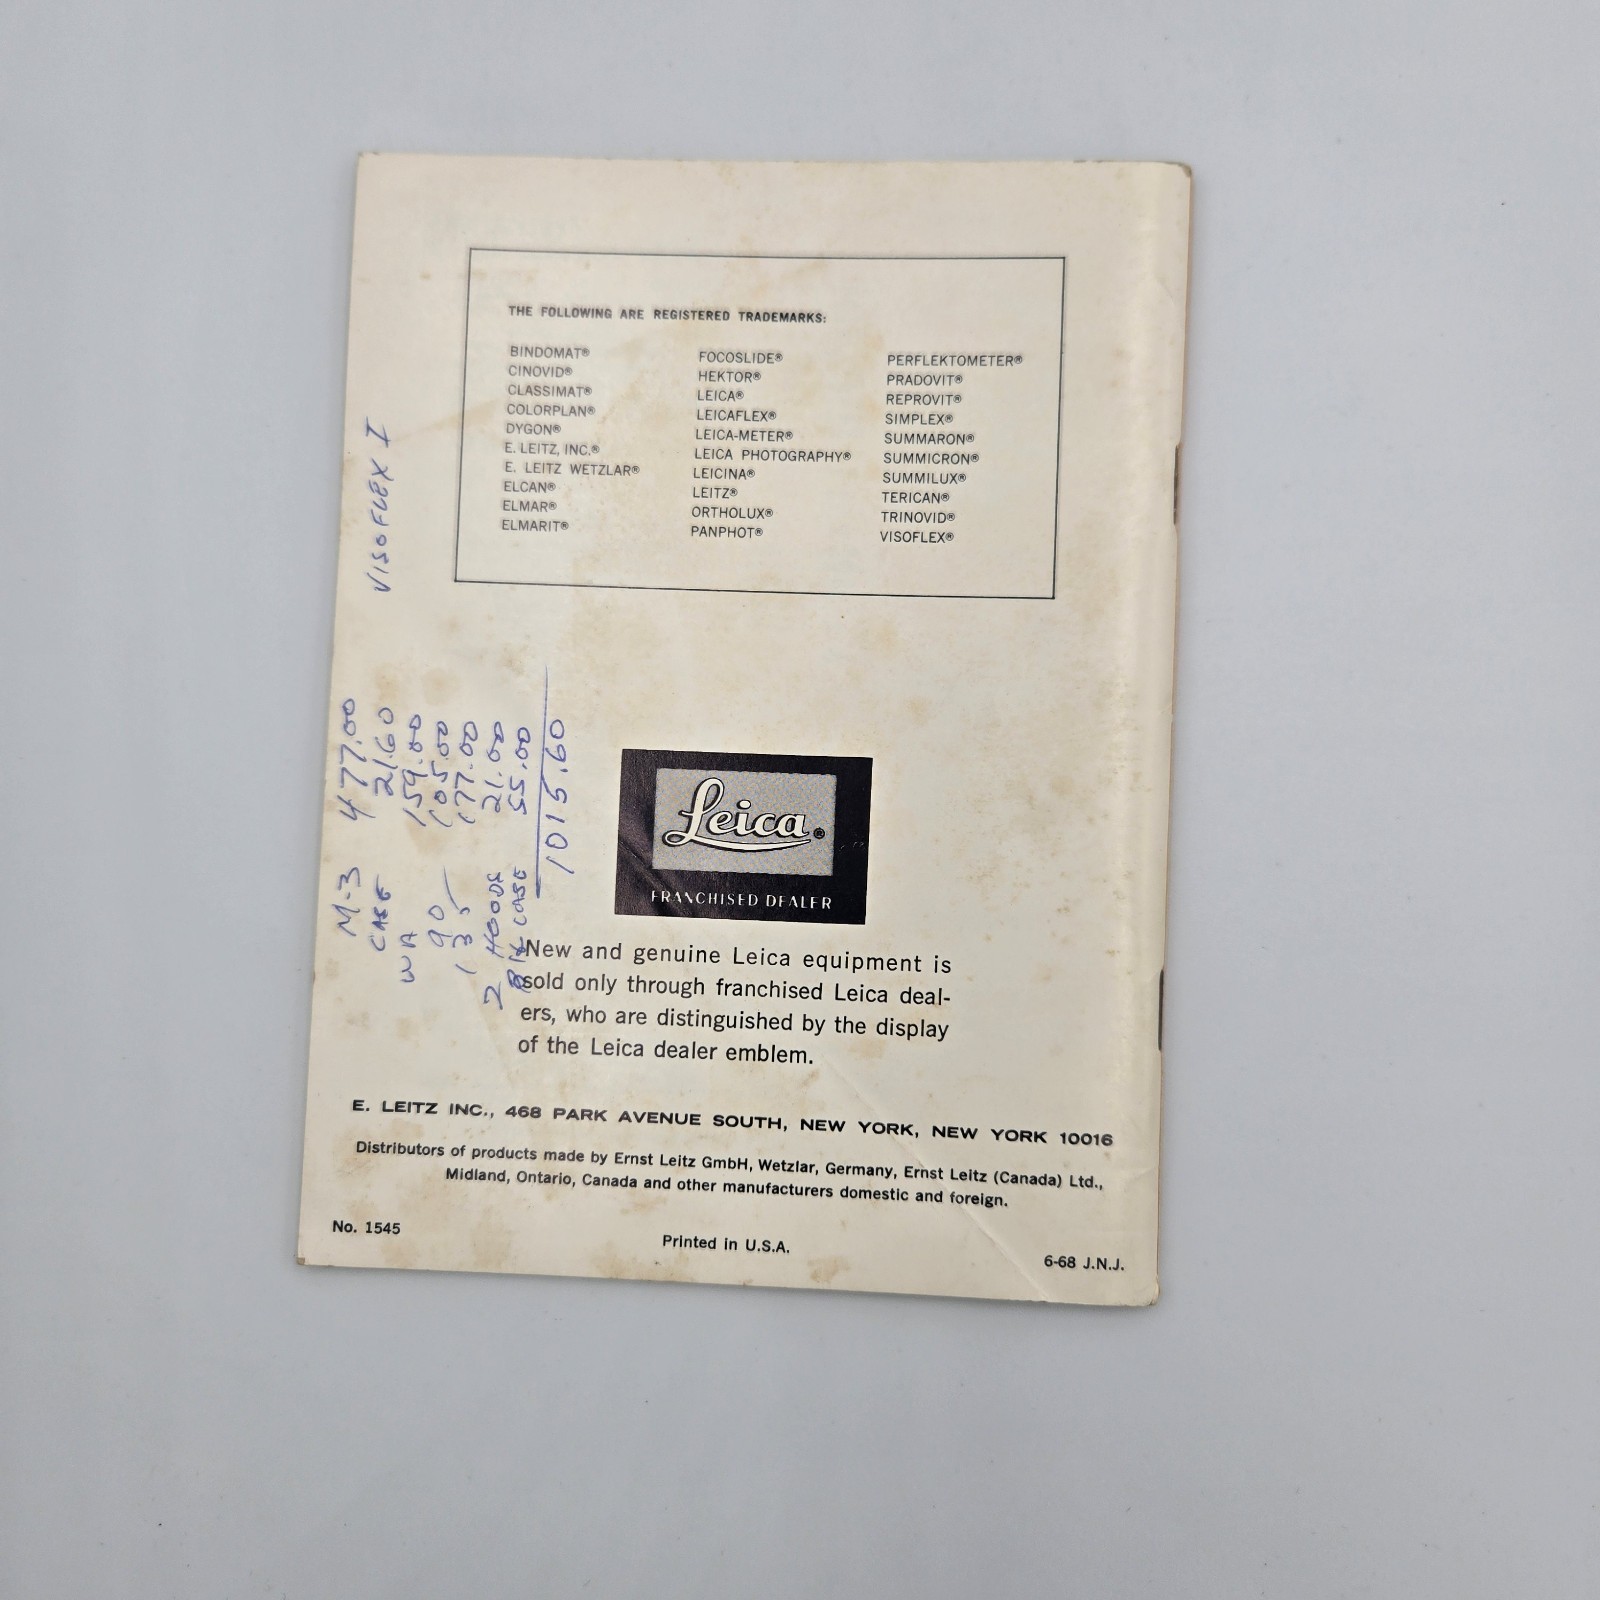 THE FOLLOWING ARE REGISTERED TRADEMARKS:
BINDOMAT®
CINOVID®
CLASSIMAT®
COLORPLAN®
DYGON®
E. LEITZ, INC.®
E. LEITZ WETZLAR®
ELCAN®
ELMAR®
ELMARIT®
FOCOSLIDE®
HEKTOR®
LEICA®
LEICAFLEX®
LEICA-METER®
LEICA PHOTOGRAPHY®
LEICINA®
LEITZ®
ORTHOLUX®
PANPHOT®
PERFLEKTOMETER®
PRADOVIT®
REPROVIT®
SIMPLEX®
SUMMARON®
SUMMICRON®
SUMMILUX®
TERICAN®
TRINOVID®
VISOFLEX®
VISOFLEX I
M-3 477.00
CASE 21.60
WA 159.00
90 105.00
135 177.00
2 HOODS 21.00
CASE 55.00
1015.60
Leica®
FRANCHISED DEALER
New and genuine Leica equipment is
sold only through franchised Leica deal-
ers, who are distinguished by the display
of the Leica dealer emblem.
E. LEITZ INC., 468 PARK AVENUE SOUTH, NEW YORK, NEW YORK 10016
Distributors of products made by Ernst Leitz GmbH, Wetzlar, Germany, Ernst Leitz (Canada) Ltd.,
Midland, Ontario, Canada and other manufacturers domestic and foreign.
No. 1545
Printed in U.S.A.
6-68 J.N.J.